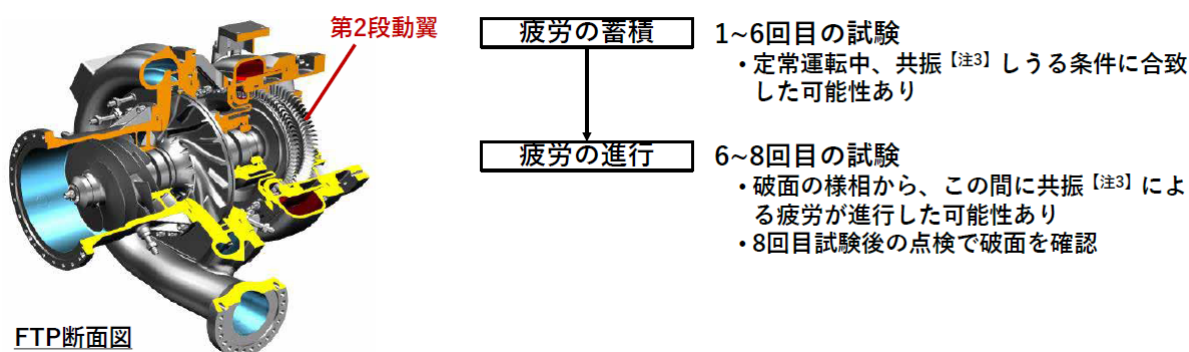 第2段動翼
FTP断面図
疲労の蓄積
1~6回目の試験
・定常運転中、共振【注3】しうる条件に合致
した可能性あり
疲労の進行
6~8回目の試験
・破面の様相から、この間に共振【注3】によ
る疲労が進行した可能性あり
・8回目試験後の点検で破面を確認